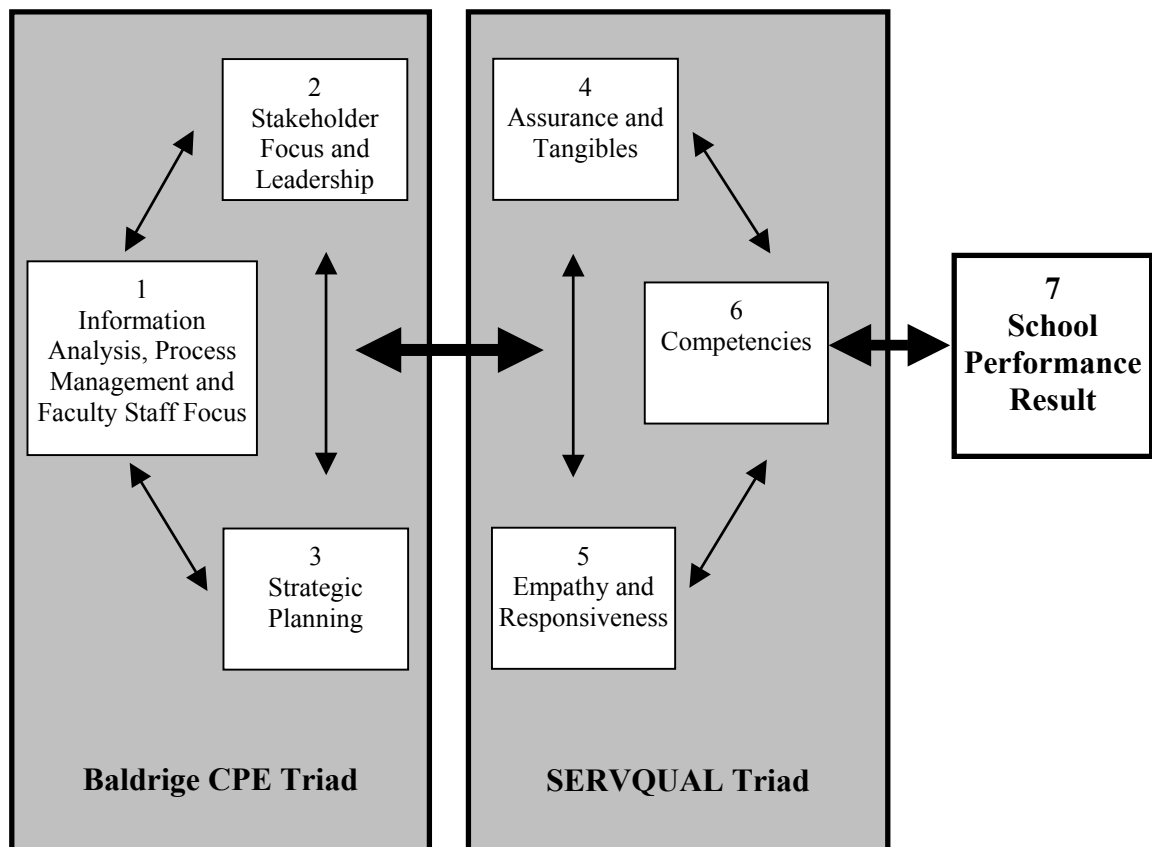 2
Stakeholder
Focus and
Leadership
1
Information
Analysis, Process
Management and
Faculty Staff Focus
3
Strategic
Planning
Baldrige CPE Triad
4
Assurance and
Tangibles
6
Competencies
5
Empathy and
Responsiveness
SERVQUAL Triad
7
School
Performance
Result